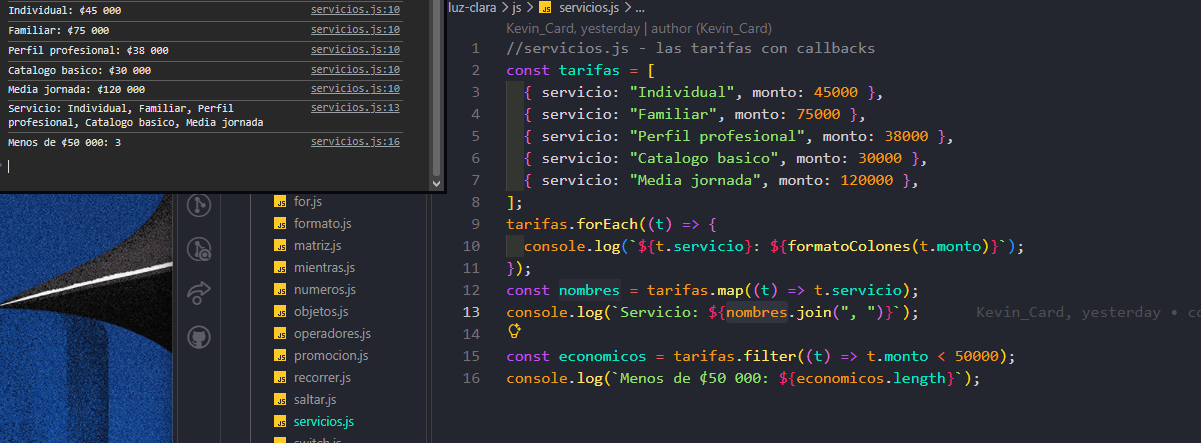 Individual: ₡45 000 servicios.js:10
Familiar: ₡75 000 servicios.js:10
Perfil profesional: ₡38 000 servicios.js:10
Catalogo basico: ₡30 000 servicios.js:10
Media jornada: ₡120 000 servicios.js:10
Servicio: Individual, Familiar, Perfil servicios.js:13
profesional, Catalogo basico, Media jornada
Menos de ₡50 000: 3 servicios.js:16
for.js
formato.js
matriz.js
mientras.js
numeros.js
objetos.js
operadores.js
promocion.js
recorrer.js
saltar.js
servicios.js
switch.js
luz-clara > js > JS servicios.js > ...
Kevin_Card, yesterday | author (Kevin_Card)
1 //servicios.js - las tarifas con callbacks
2 const tarifas = [
3 { servicio: "Individual", monto: 45000 },
4 { servicio: "Familiar", monto: 75000 },
5 { servicio: "Perfil profesional", monto: 38000 },
6 { servicio: "Catalogo basico", monto: 30000 },
7 { servicio: "Media jornada", monto: 120000 },
8 ];
9 tarifas.forEach((t) => {
10 console.log(`${t.servicio}: ${formatoColones(t.monto)}`);
11 });
12 const nombres = tarifas.map((t) => t.servicio);
13 console.log(`Servicio: ${nombres.join(", ")}`); Kevin_Card, yesterday • co
14
15 const economicos = tarifas.filter((t) => t.monto < 50000);
16 console.log(`Menos de ₡50 000: ${economicos.length}`);